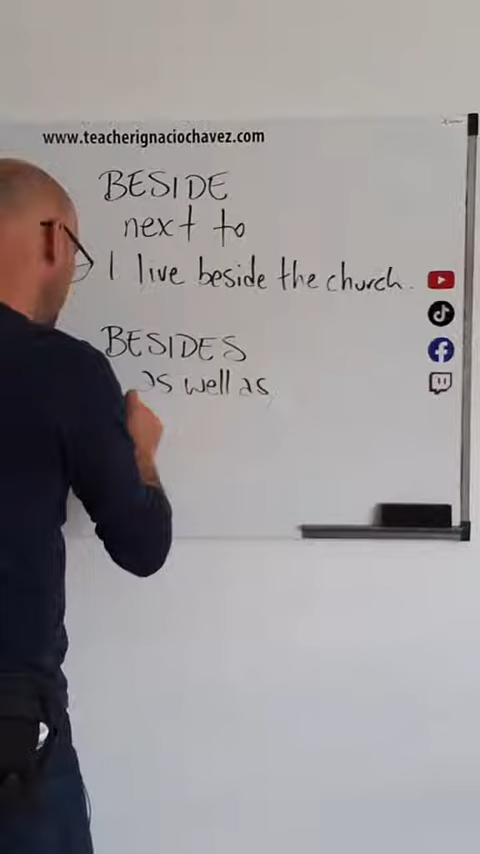 www.teacherignaciochavez.com
BESIDE
next to
I live beside the church.
BESIDES
as well as